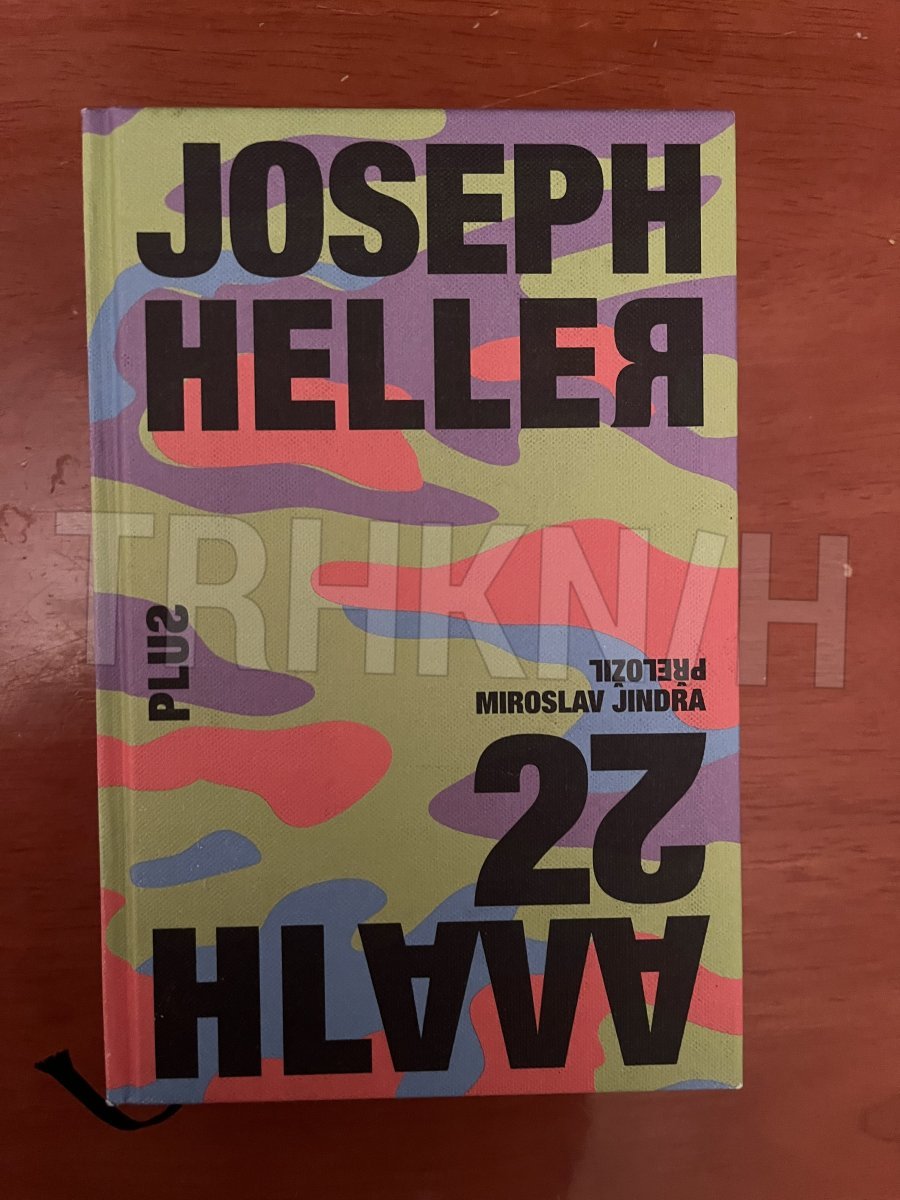 JOSEPH
HELLER
TRHKNIH
PLUS
PŘELOŽIL
MIROSLAV JINDRA
22
HLAVA